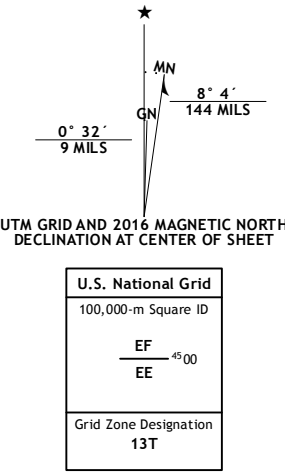 MN
8° 4´
144 MILS
GN
0° 32´
9 MILS
UTM GRID AND 2016 MAGNETIC NORTH
DECLINATION AT CENTER OF SHEET
U.S. National Grid
100,000-m Square ID
EF
4500
EE
Grid Zone Designation
13T